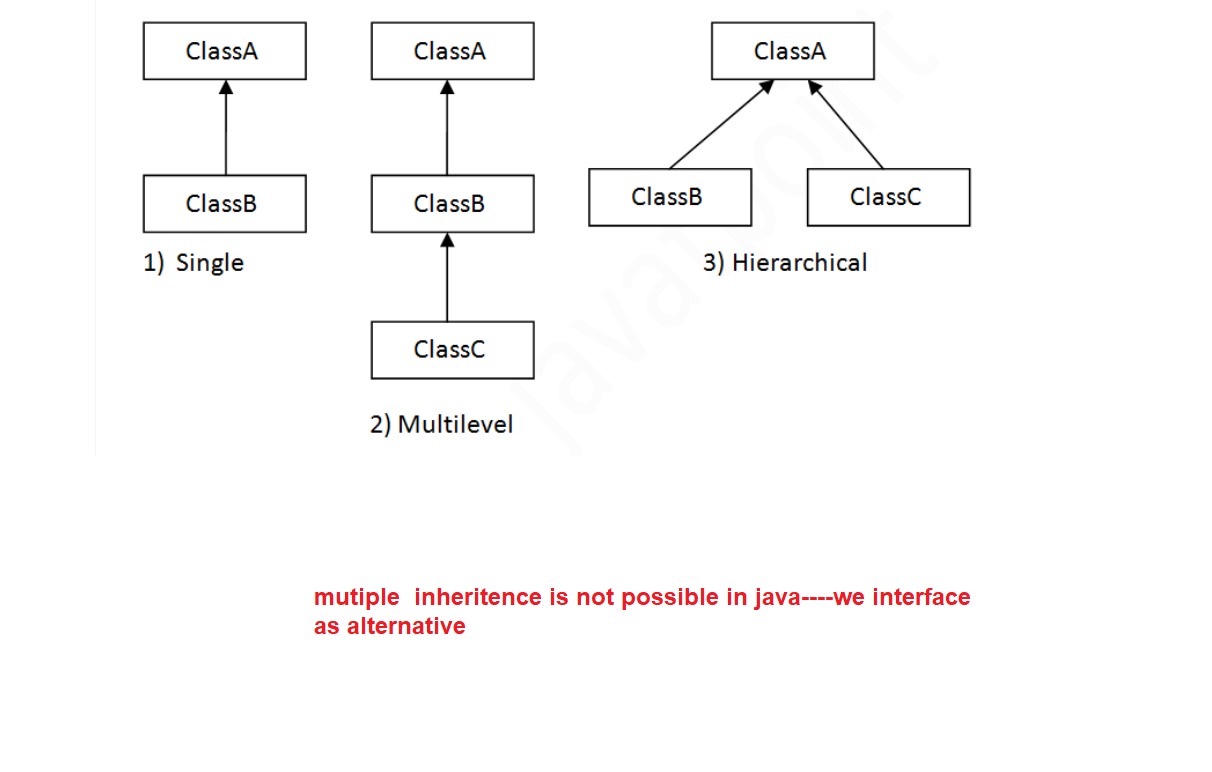 ClassA
ClassB
1) Single
ClassA
ClassB
ClassC
2) Multilevel
ClassA
ClassB
ClassC
3) Hierarchical
mutiple  inheritence is not possible in java----we interface
as alternative